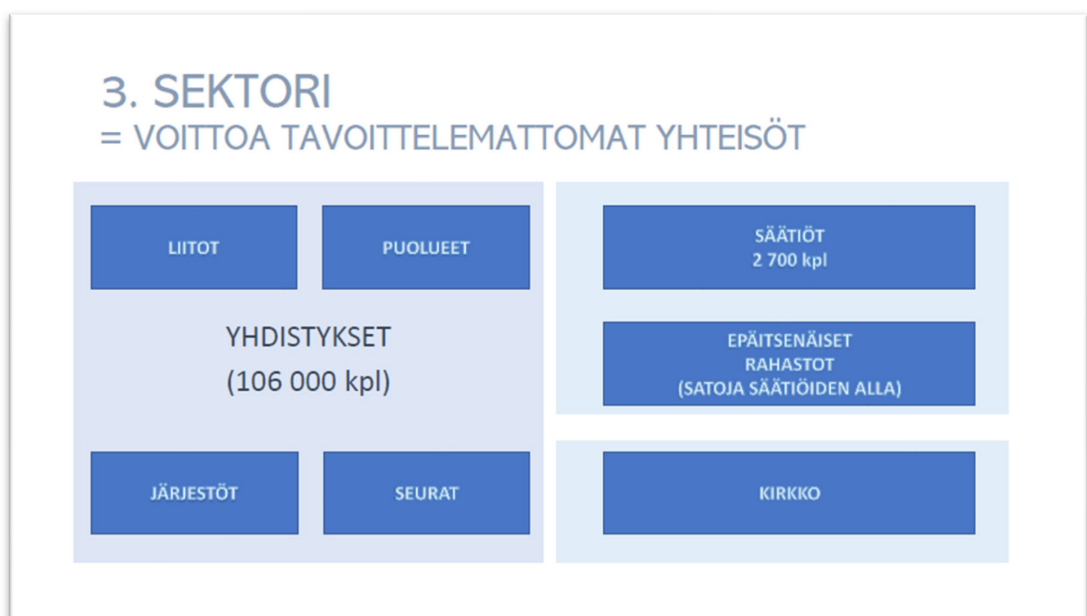 3. SEKTORI
= VOITTOA TAVOITTELEMATTOMAT YHTEISÖT
LIITOT
PUOLUEET
YHDISTYKSET
(106 000 kpl)
JÄRJESTÖT
SEURAT
SÄÄTIÖT
2 700 kpl
EPÄITSENÄISET
RAHASTOT
(SATOJA SÄÄTIÖIDEN ALLA)
KIRKKO